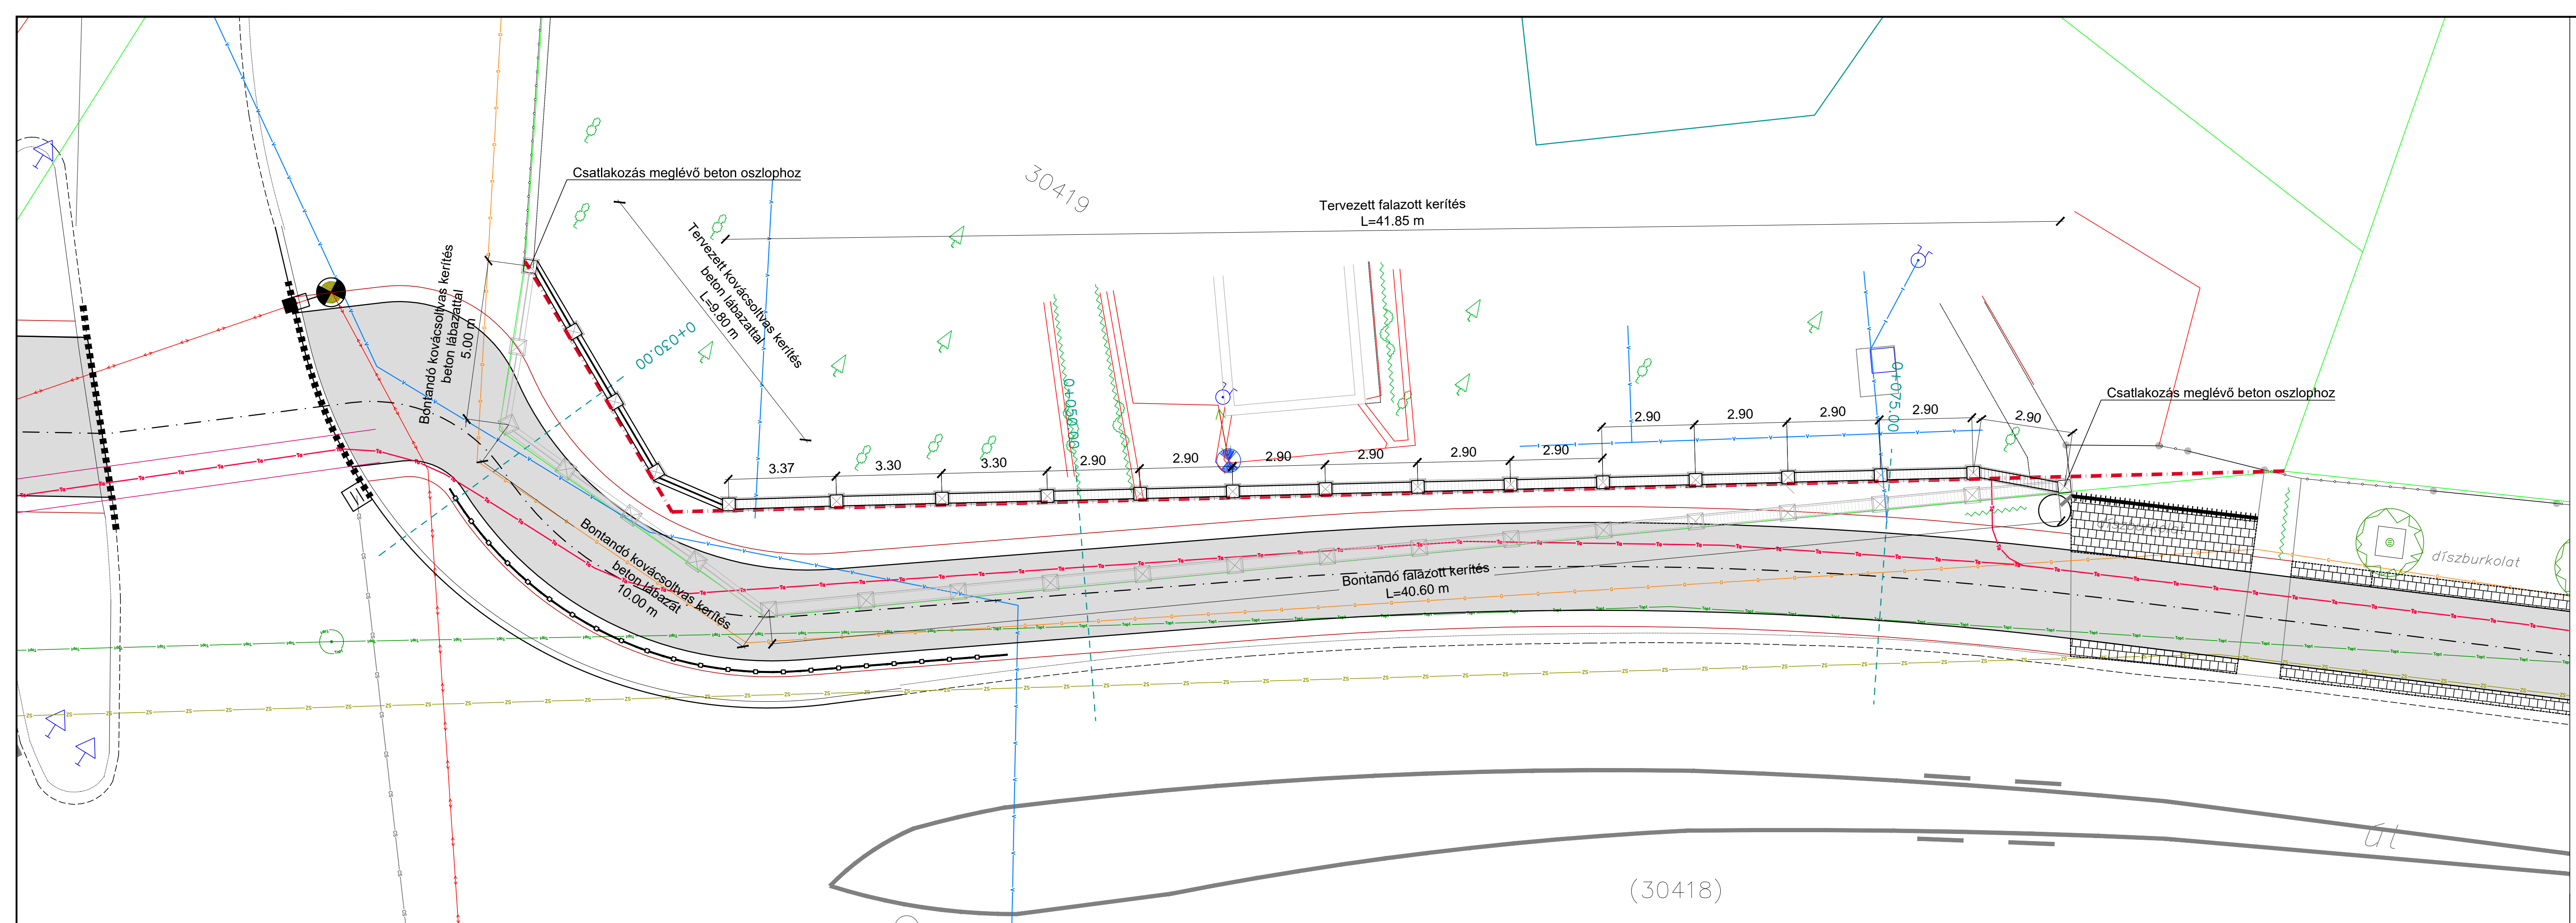 Csatlakozás meglévő beton oszlophoz
30419
Tervezett falazott kerítés
L=41.85 m
Tervezett kovácsoltvas kerítés
beton lábazattal
L=9.80 m
Bontandó kovácsoltvas kerítés
beton lábazattal
5.00 m
0+030.00
0+050.00
0+075.00
Csatlakozás meglévő beton oszlophoz
3.37
3.30
3.30
2.90
2.90
2.90
2.90
2.90
2.90
2.90
2.90
2.90
2.90
2.90
Bontandó kovácsoltvas kerítés
beton lábazat
10.00 m
Bontandó falazott kerítés
L=40.60 m
díszburkolat
díszburkolat
út
(30418)